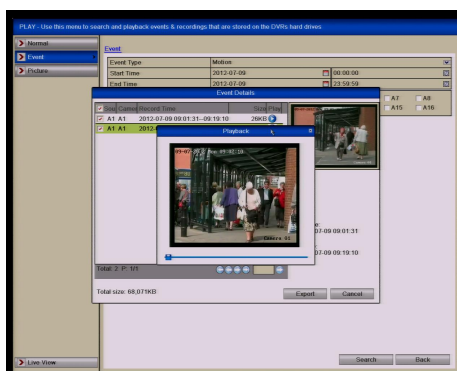 PLAY - Use this menu to search and playback events & recordings that are stored on the DVRs hard drives.
Normal
Event
Picture
Event
Event Type Motion
Start Time 2012-07-09 00:00:00
End Time 2012-07-09 23:59:59
A7 A8
A15 A16
Event Details
Record Time Size Play
A1 A1 2012-07-09 09:01:31--09:19:10 26KB
A1 A1
Playback
Camera 01
07-09 09:01:31
07-09 09:19:10
Total: 2 P: 1/1
Total size: 68,071KB
Export Cancel
Search Back
Live View